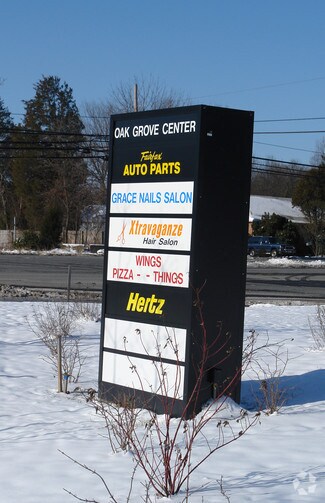 OAK GROVE CENTER
Fairfax
AUTO PARTS
GRACE NAILS SALON
Xtravaganze
Hair Salon
WINGS
PIZZA - - THINGS
Hertz